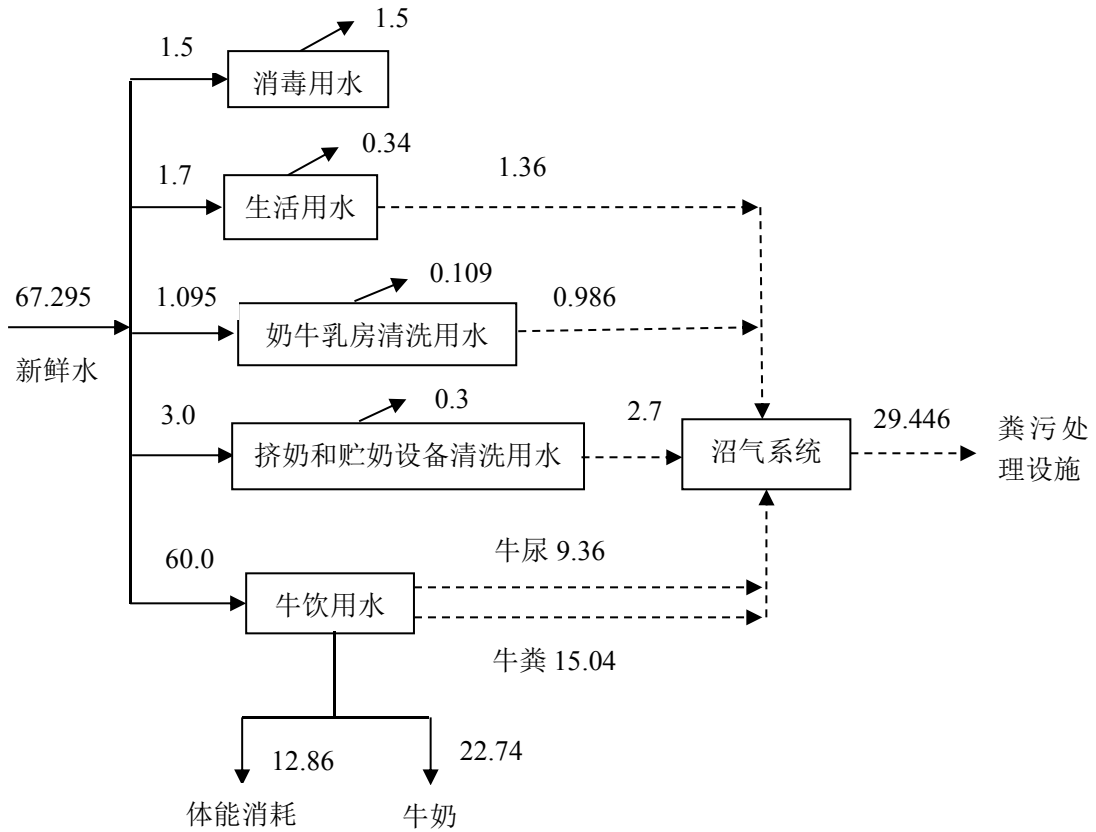 1.5
1.5
消毒用水
0.34
1.7
1.36
生活用水
0.109
67.295
1.095
0.986
奶牛乳房清洗用水
新鲜水
0.3
3.0
2.7
29.446
挤奶和贮奶设备清洗用水
沼气系统
粪污处
理设施
60.0
牛尿 9.36
牛饮用水
牛粪 15.04
12.86
22.74
体能消耗
牛奶